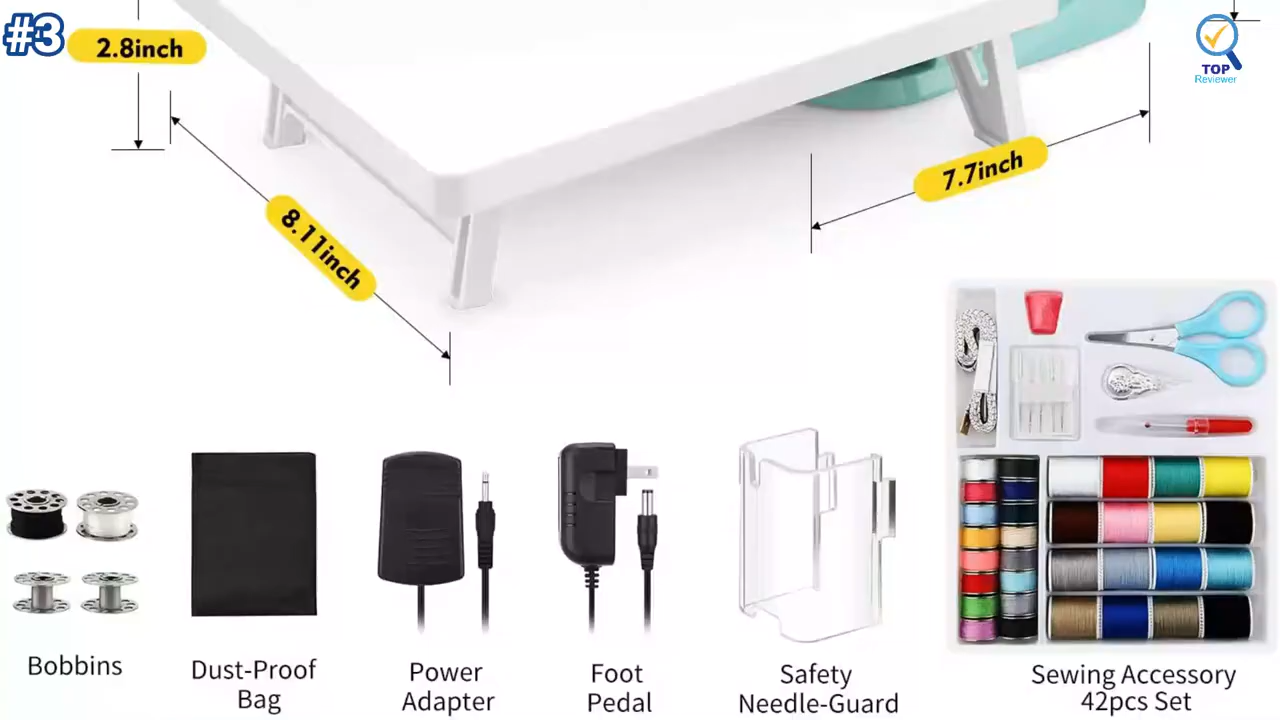 #3
2.8inch
TOP
Reviewer
7.7inch
8.11inch
Bobbins
Dust-Proof
Bag
Power
Adapter
Foot
Pedal
Safety
Needle-Guard
Sewing Accessory
42pcs Set